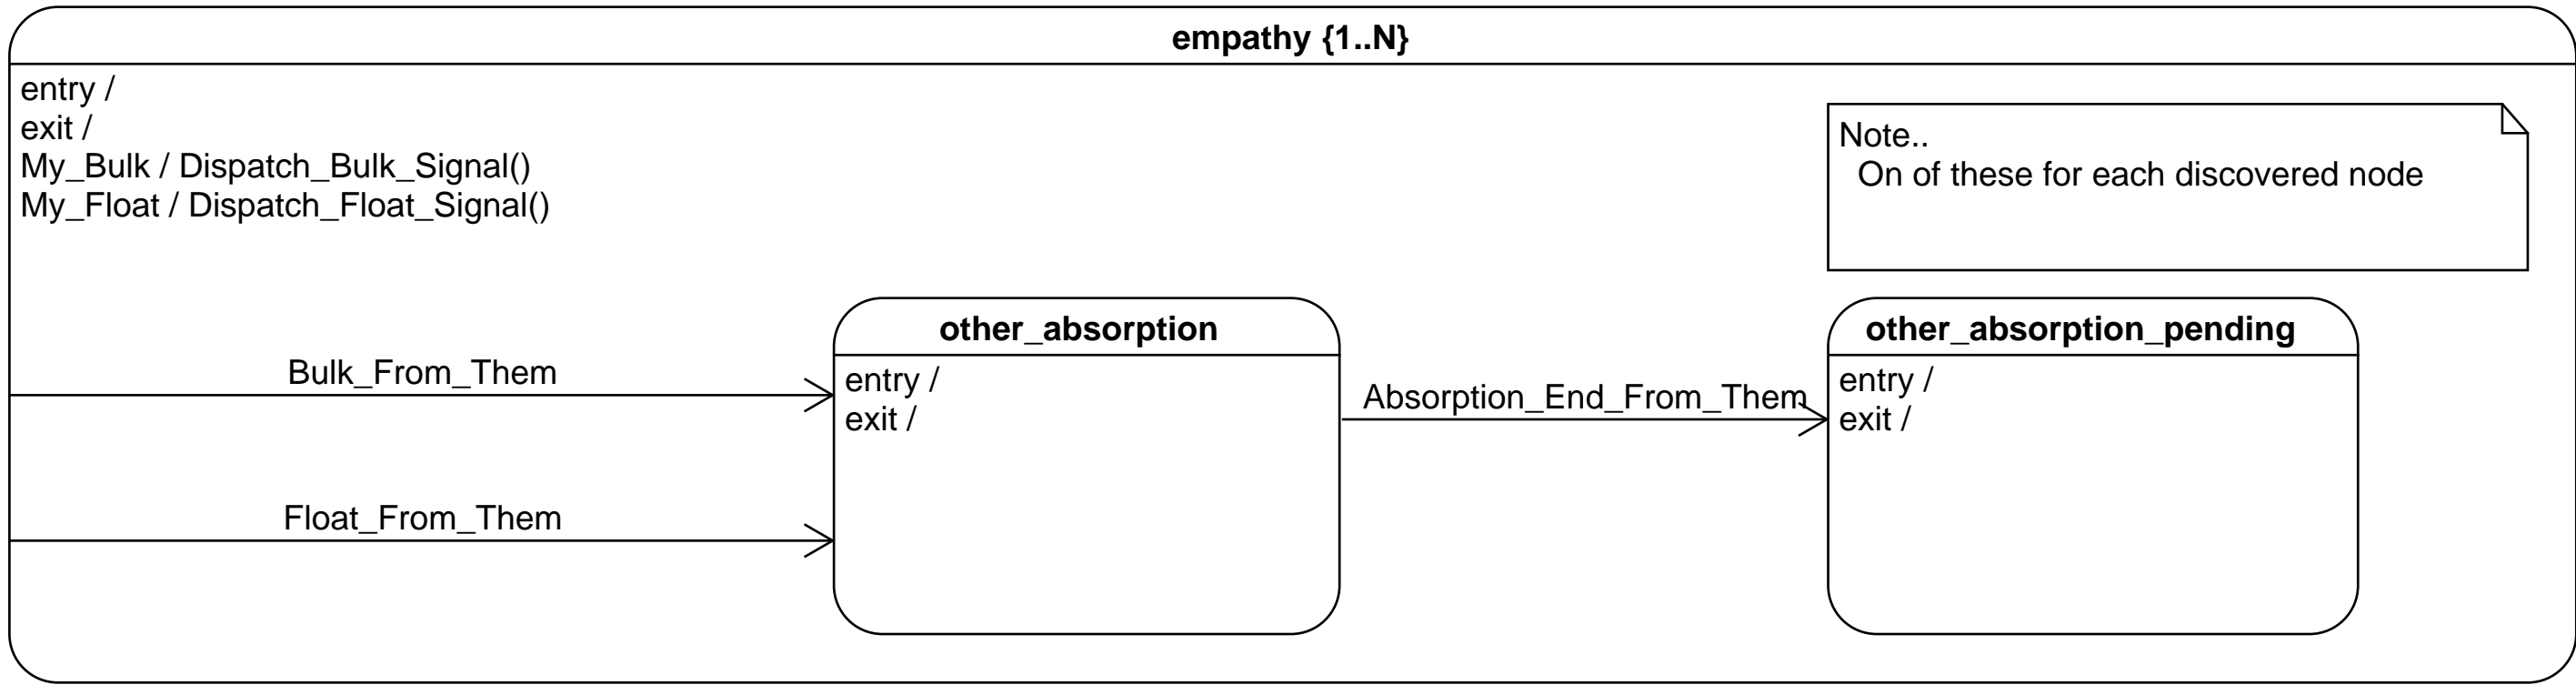 empathy {1..N}
entry /
exit /
My_Bulk / Dispatch_Bulk_Signal()
My_Float / Dispatch_Float_Signal()
Note..
On of these for each discovered node
other_absorption
entry /
exit /
other_absorption_pending
entry /
exit /
Bulk_From_Them
Absorption_End_From_Them
Float_From_Them